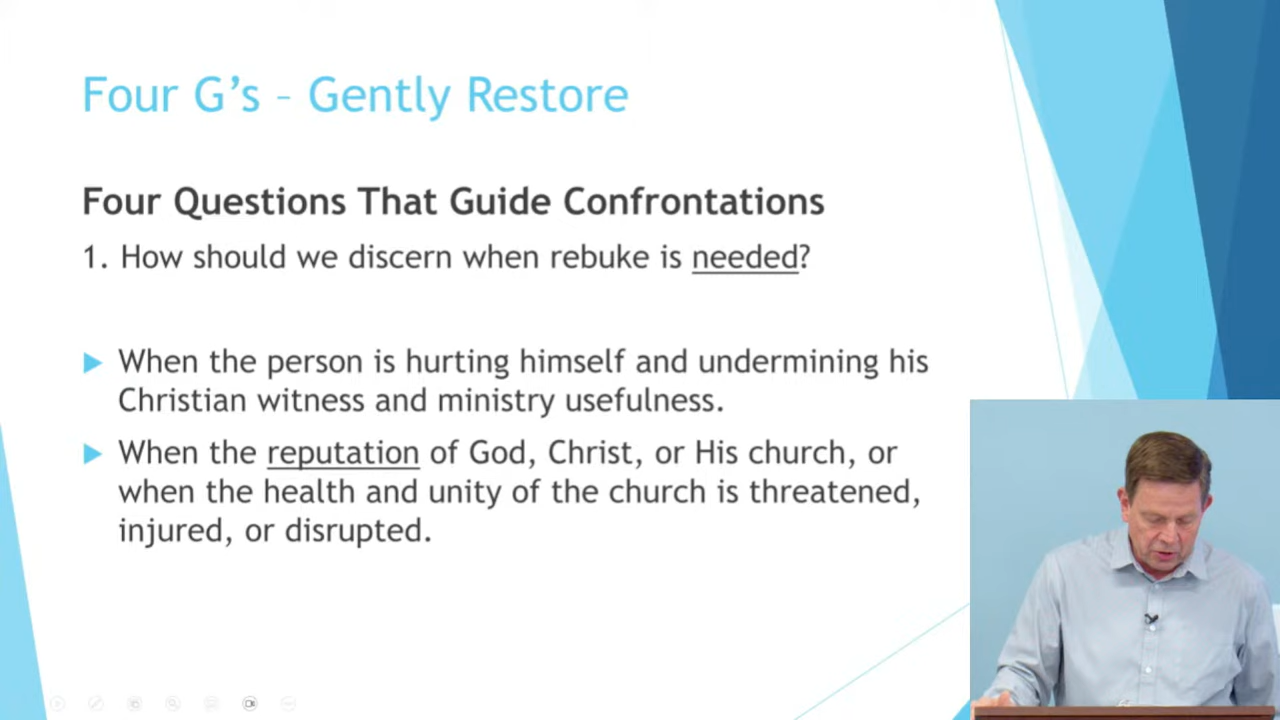 Four G’s – Gently Restore
Four Questions That Guide Confrontations
1. How should we discern when rebuke is needed?
When the person is hurting himself and undermining his
Christian witness and ministry usefulness.
When the reputation of God, Christ, or His church, or
when the health and unity of the church is threatened,
injured, or disrupted.